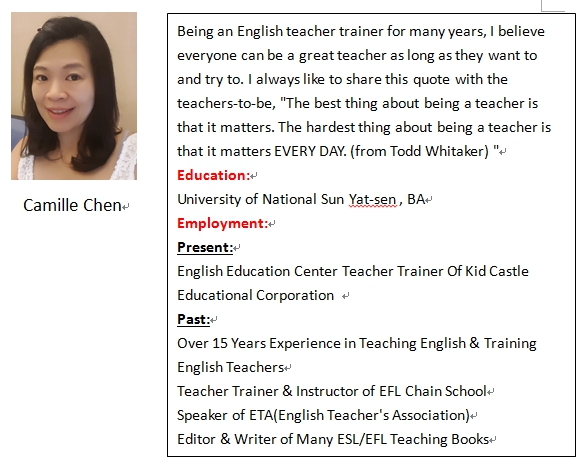 Being an English teacher trainer for many years, I believe
everyone can be a great teacher as long as they want to
and try to. I always like to share this quote with the
teachers-to-be, "The best thing about being a teacher is
that it matters. The hardest thing about being a teacher is
that it matters EVERY DAY. (from Todd Whitaker) "
Education:
University of National Sun Yat-sen , BA
Employment:
Present:
English Education Center Teacher Trainer Of Kid Castle
Educational Corporation
Past:
Over 15 Years Experience in Teaching English & Training
English Teachers
Teacher Trainer & Instructor of EFL Chain School
Speaker of ETA(English Teacher's Association)
Editor & Writer of Many ESL/EFL Teaching Books
Camille Chen